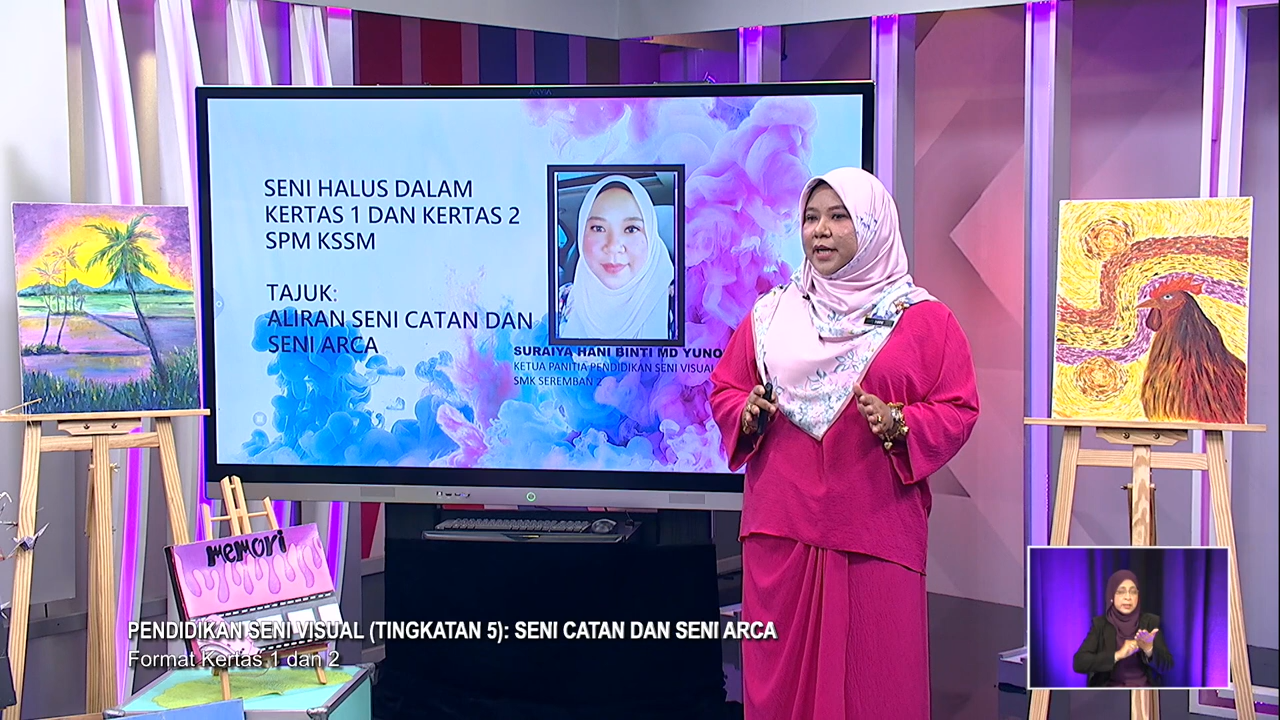 SENI HALUS DALAM
KERTAS 1 DAN KERTAS 2
SPM KSSM
TAJUK:
ALIRAN SENI CATAN DAN
SENI ARCA
SURAIYA HANI BINTI MD YUNO
KETUA PANITIA PENDIDIKAN SENI VISUAL
SMK SEREMBAN 2
memori
PENDIDIKAN SENI VISUAL (TINGKATAN 5): SENI CATAN DAN SENI ARCA
Format Kertas 1 dan 2